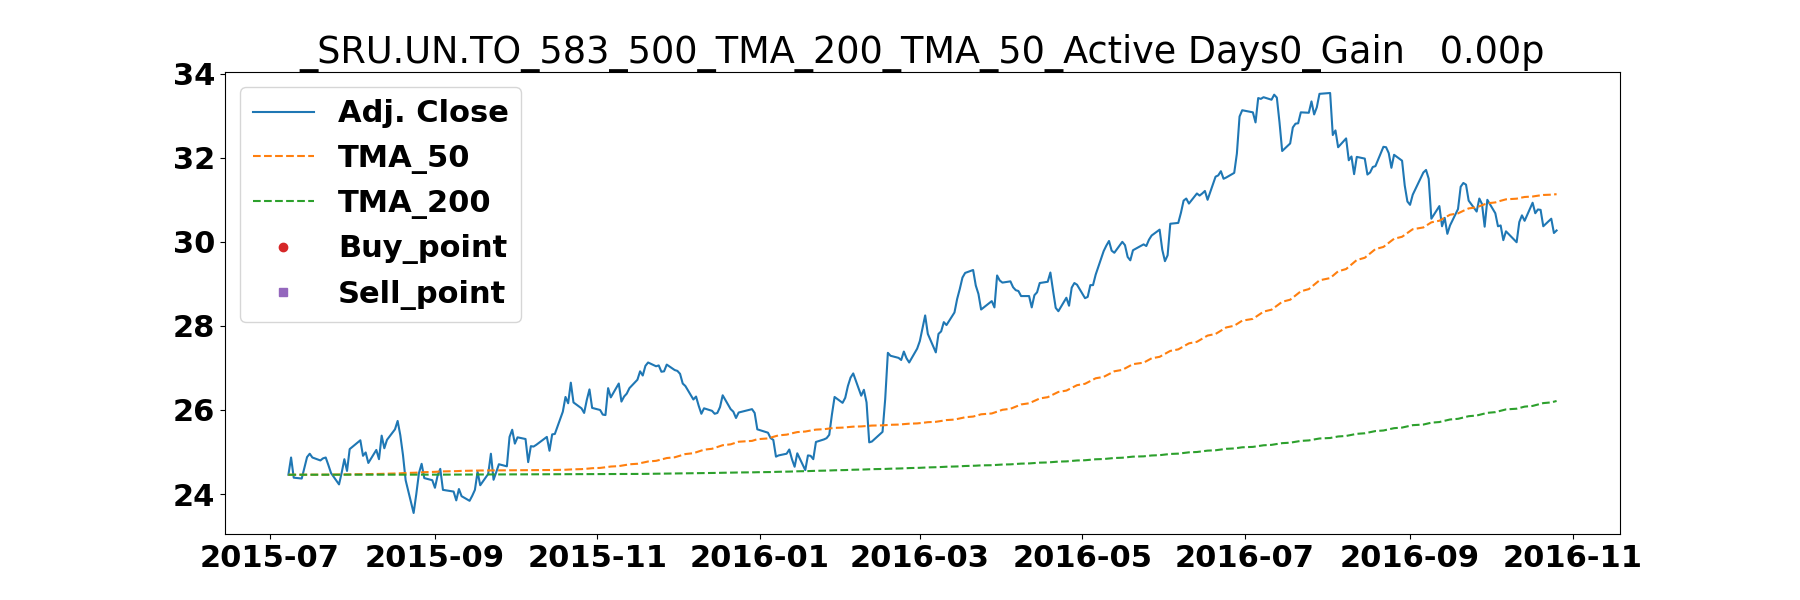 _SRU.UN.TO_583_500_TMA_200_TMA_50_Active Days0_Gain   0.00p
34
32
30
28
26
24
Adj. Close
TMA_50
TMA_200
Buy_point
Sell_point
2015-07 2015-09 2015-11 2016-01 2016-03 2016-05 2016-07 2016-09 2016-11